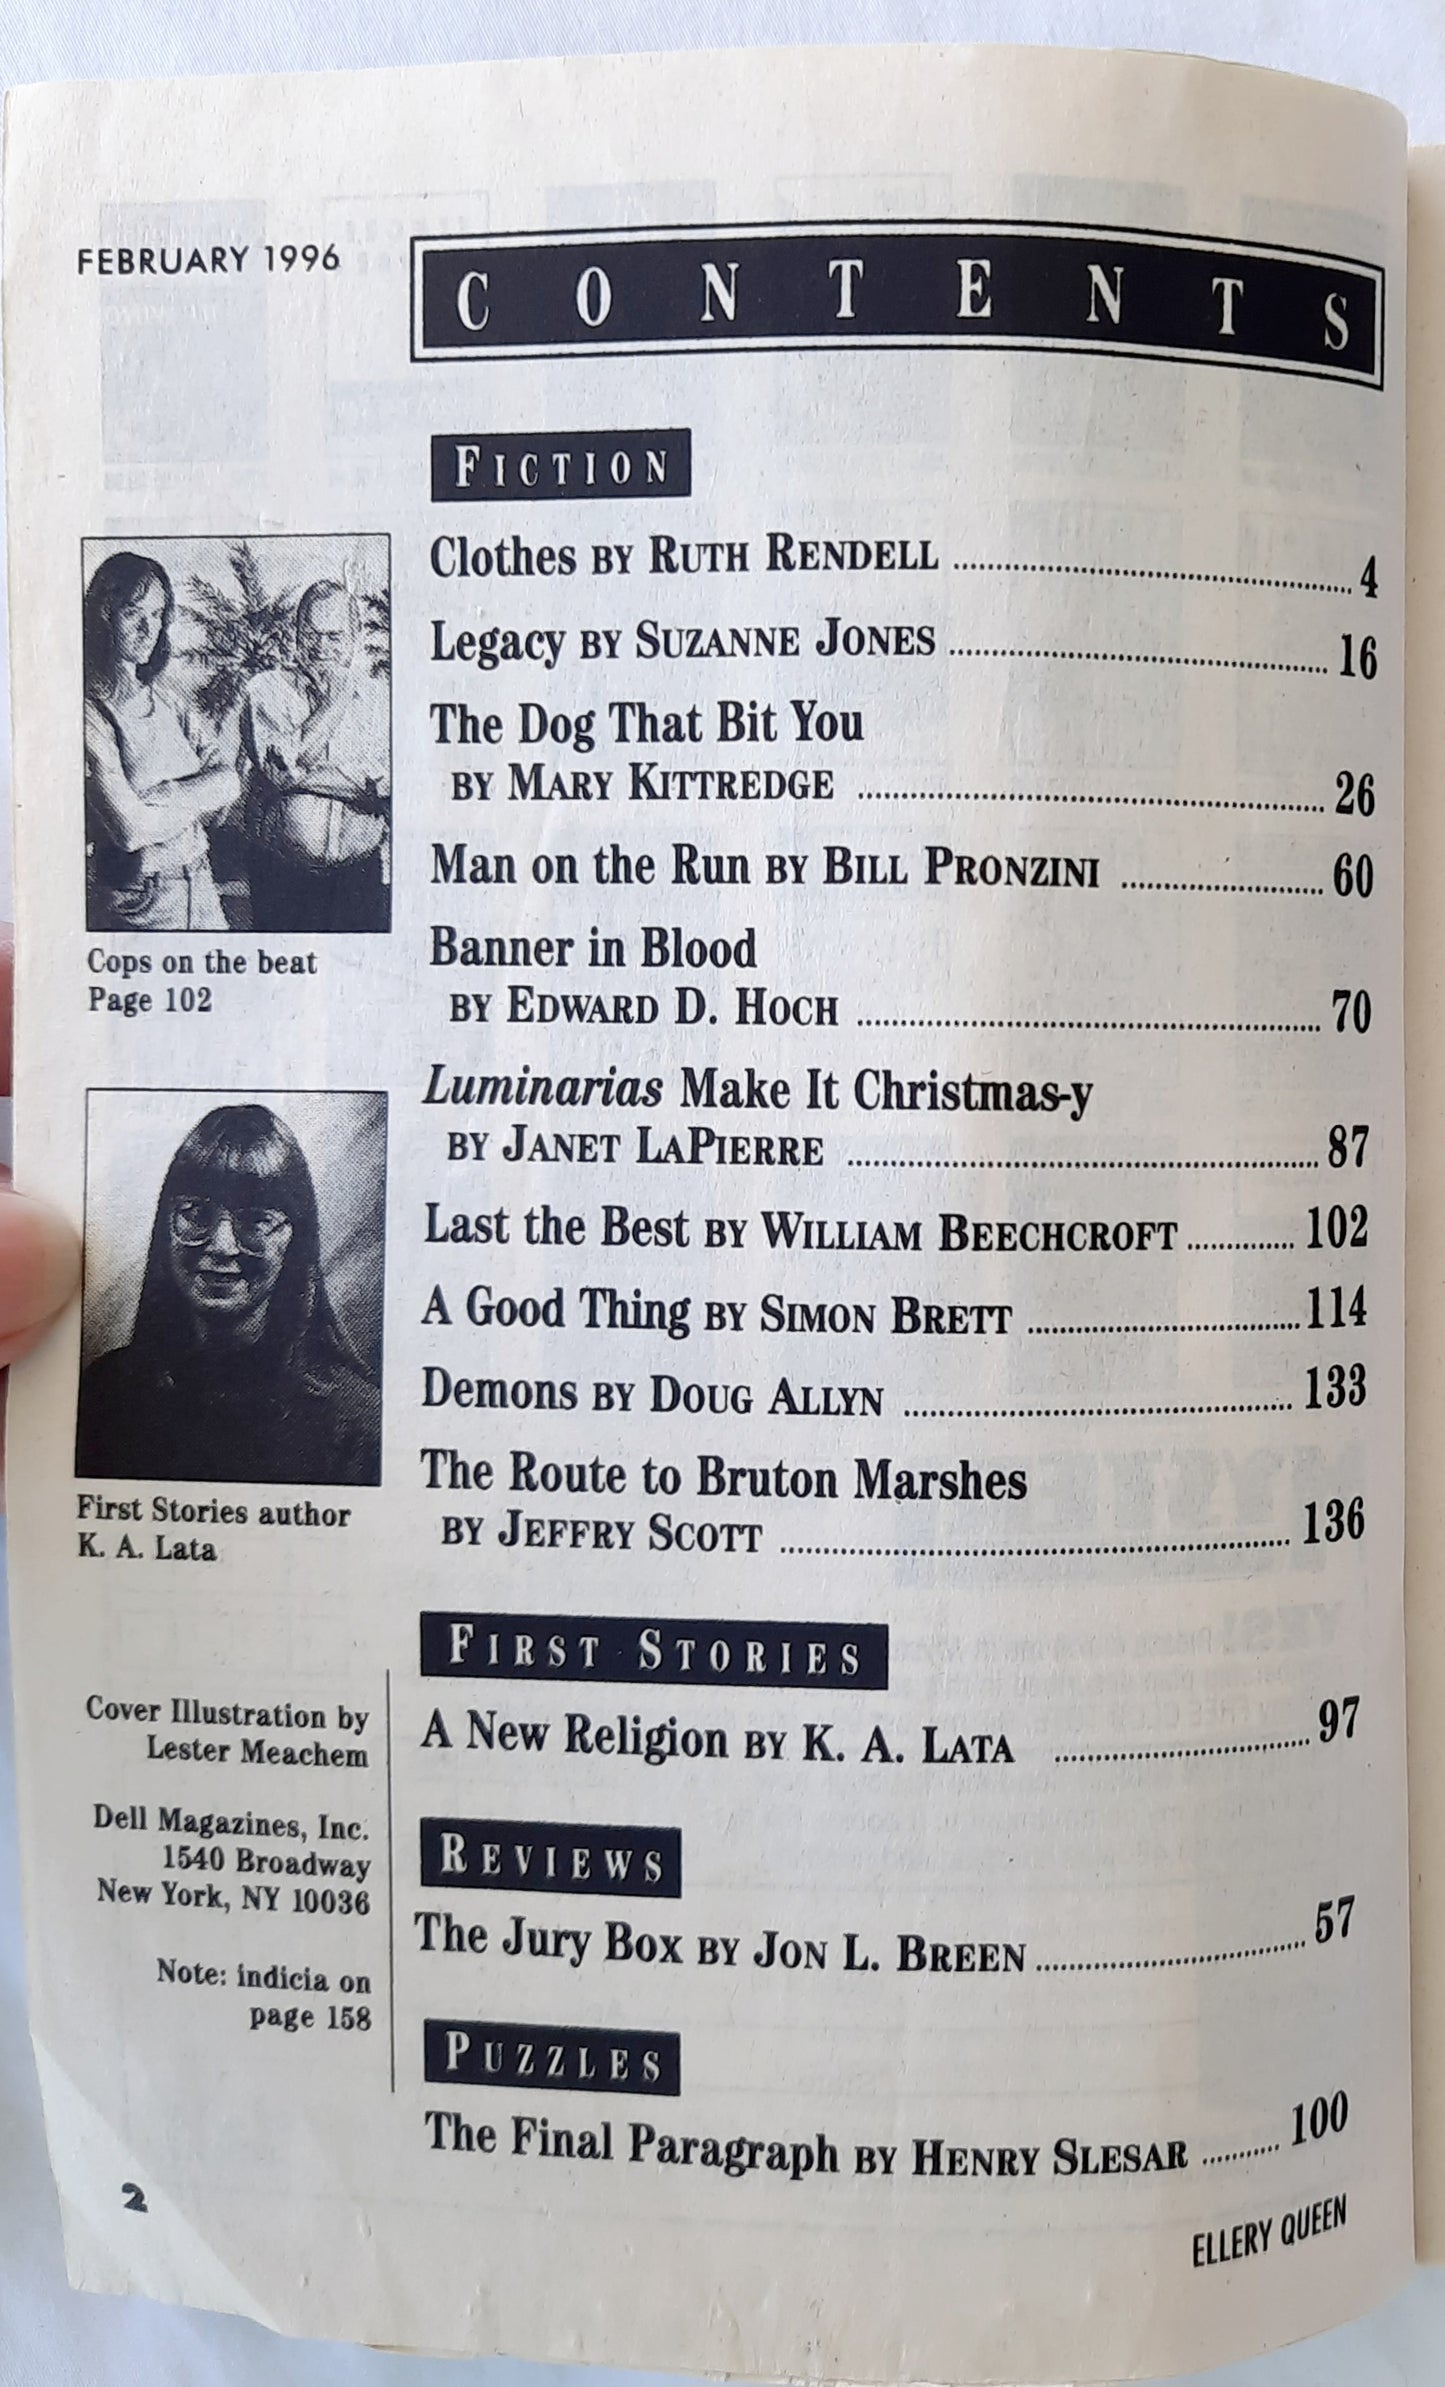 FEBRUARY 1996
CONTENTS
FICTION
Clothes BY RUTH RENDELL ........ 4
Legacy BY SUZANNE JONES ........ 16
The Dog That Bit You
BY MARY KITTREDGE ........ 26
Man on the Run BY BILL PRONZINI ........ 60
Banner in Blood
BY EDWARD D. HOCH ........ 70
Luminarias Make It Christmas-y
BY JANET LAPIERRE ........ 87
Last the Best BY WILLIAM BEECHCROFT ........ 102
A Good Thing BY SIMON BRETT ........ 114
Demons BY DOUG ALLYN ........ 133
The Route to Bruton Marshes
BY JEFFRY SCOTT ........ 136
FIRST STORIES
A New Religion BY K. A. LATA ........ 97
REVIEWS
The Jury Box BY JON L. BREEN ........ 57
PUZZLES
The Final Paragraph BY HENRY SLESAR ........ 100
Cops on the beat
Page 102
First Stories author
K. A. Lata
Cover Illustration by
Lester Meachem
Dell Magazines, Inc.
1540 Broadway
New York, NY 10036
Note: indicia on
page 158
2
ELLERY QUEEN